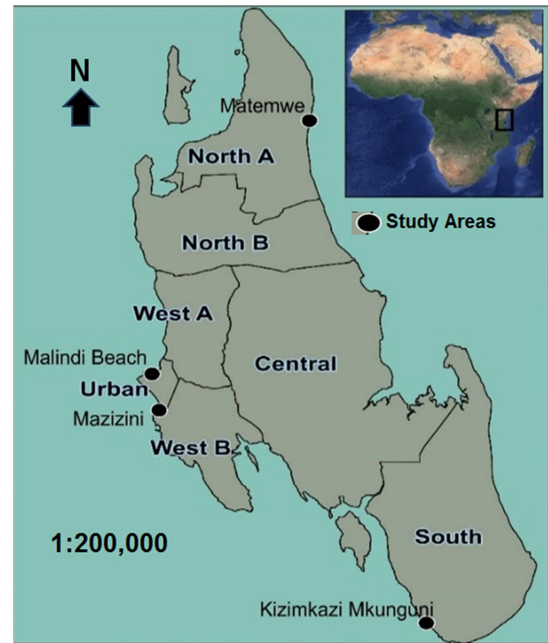 N
Matemwe
North A
Study Areas
North B
West A
Malindi Beach
Central
Urban
Mazizini
West B
1:200,000
South
Kizimkazi Mkunguni